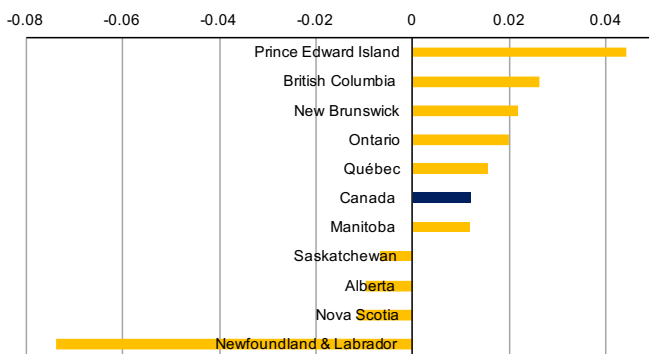 -0.08 -0.06 -0.04 -0.02 0 0.02 0.04
Prince Edward Island
British Columbia
New Brunswick
Ontario
Québec
Canada
Manitoba
Saskatchewan
Alberta
Nova Scotia
Newfoundland & Labrador